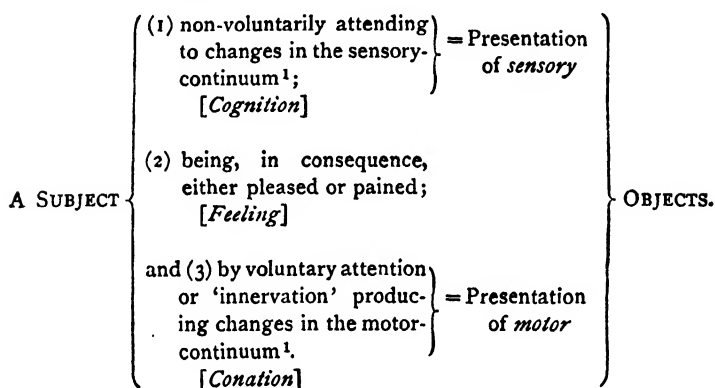 (1) non-voluntarily attending
to changes in the sensory-
continuum¹;
[Cognition]
= Presentation
of sensory
(2) being, in consequence,
either pleased or pained;
[Feeling]
A SUBJECT
OBJECTS.
and (3) by voluntary attention
or ‘innervation’ produc-
ing changes in the motor-
continuum¹.
[Conation]
= Presentation
of motor